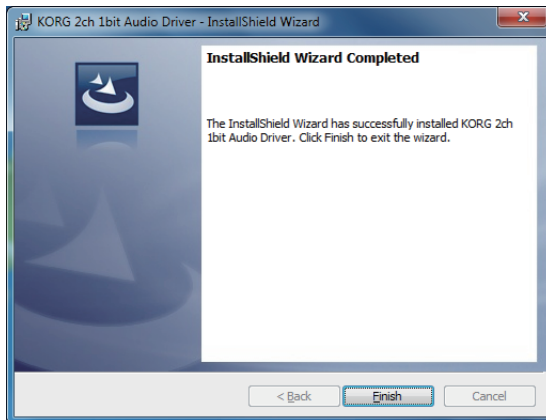 KORG 2ch 1bit Audio Driver - InstallShield Wizard
InstallShield Wizard Completed
The InstallShield Wizard has successfully installed KORG 2ch
1bit Audio Driver. Click Finish to exit the wizard.
< Back
Finish
Cancel